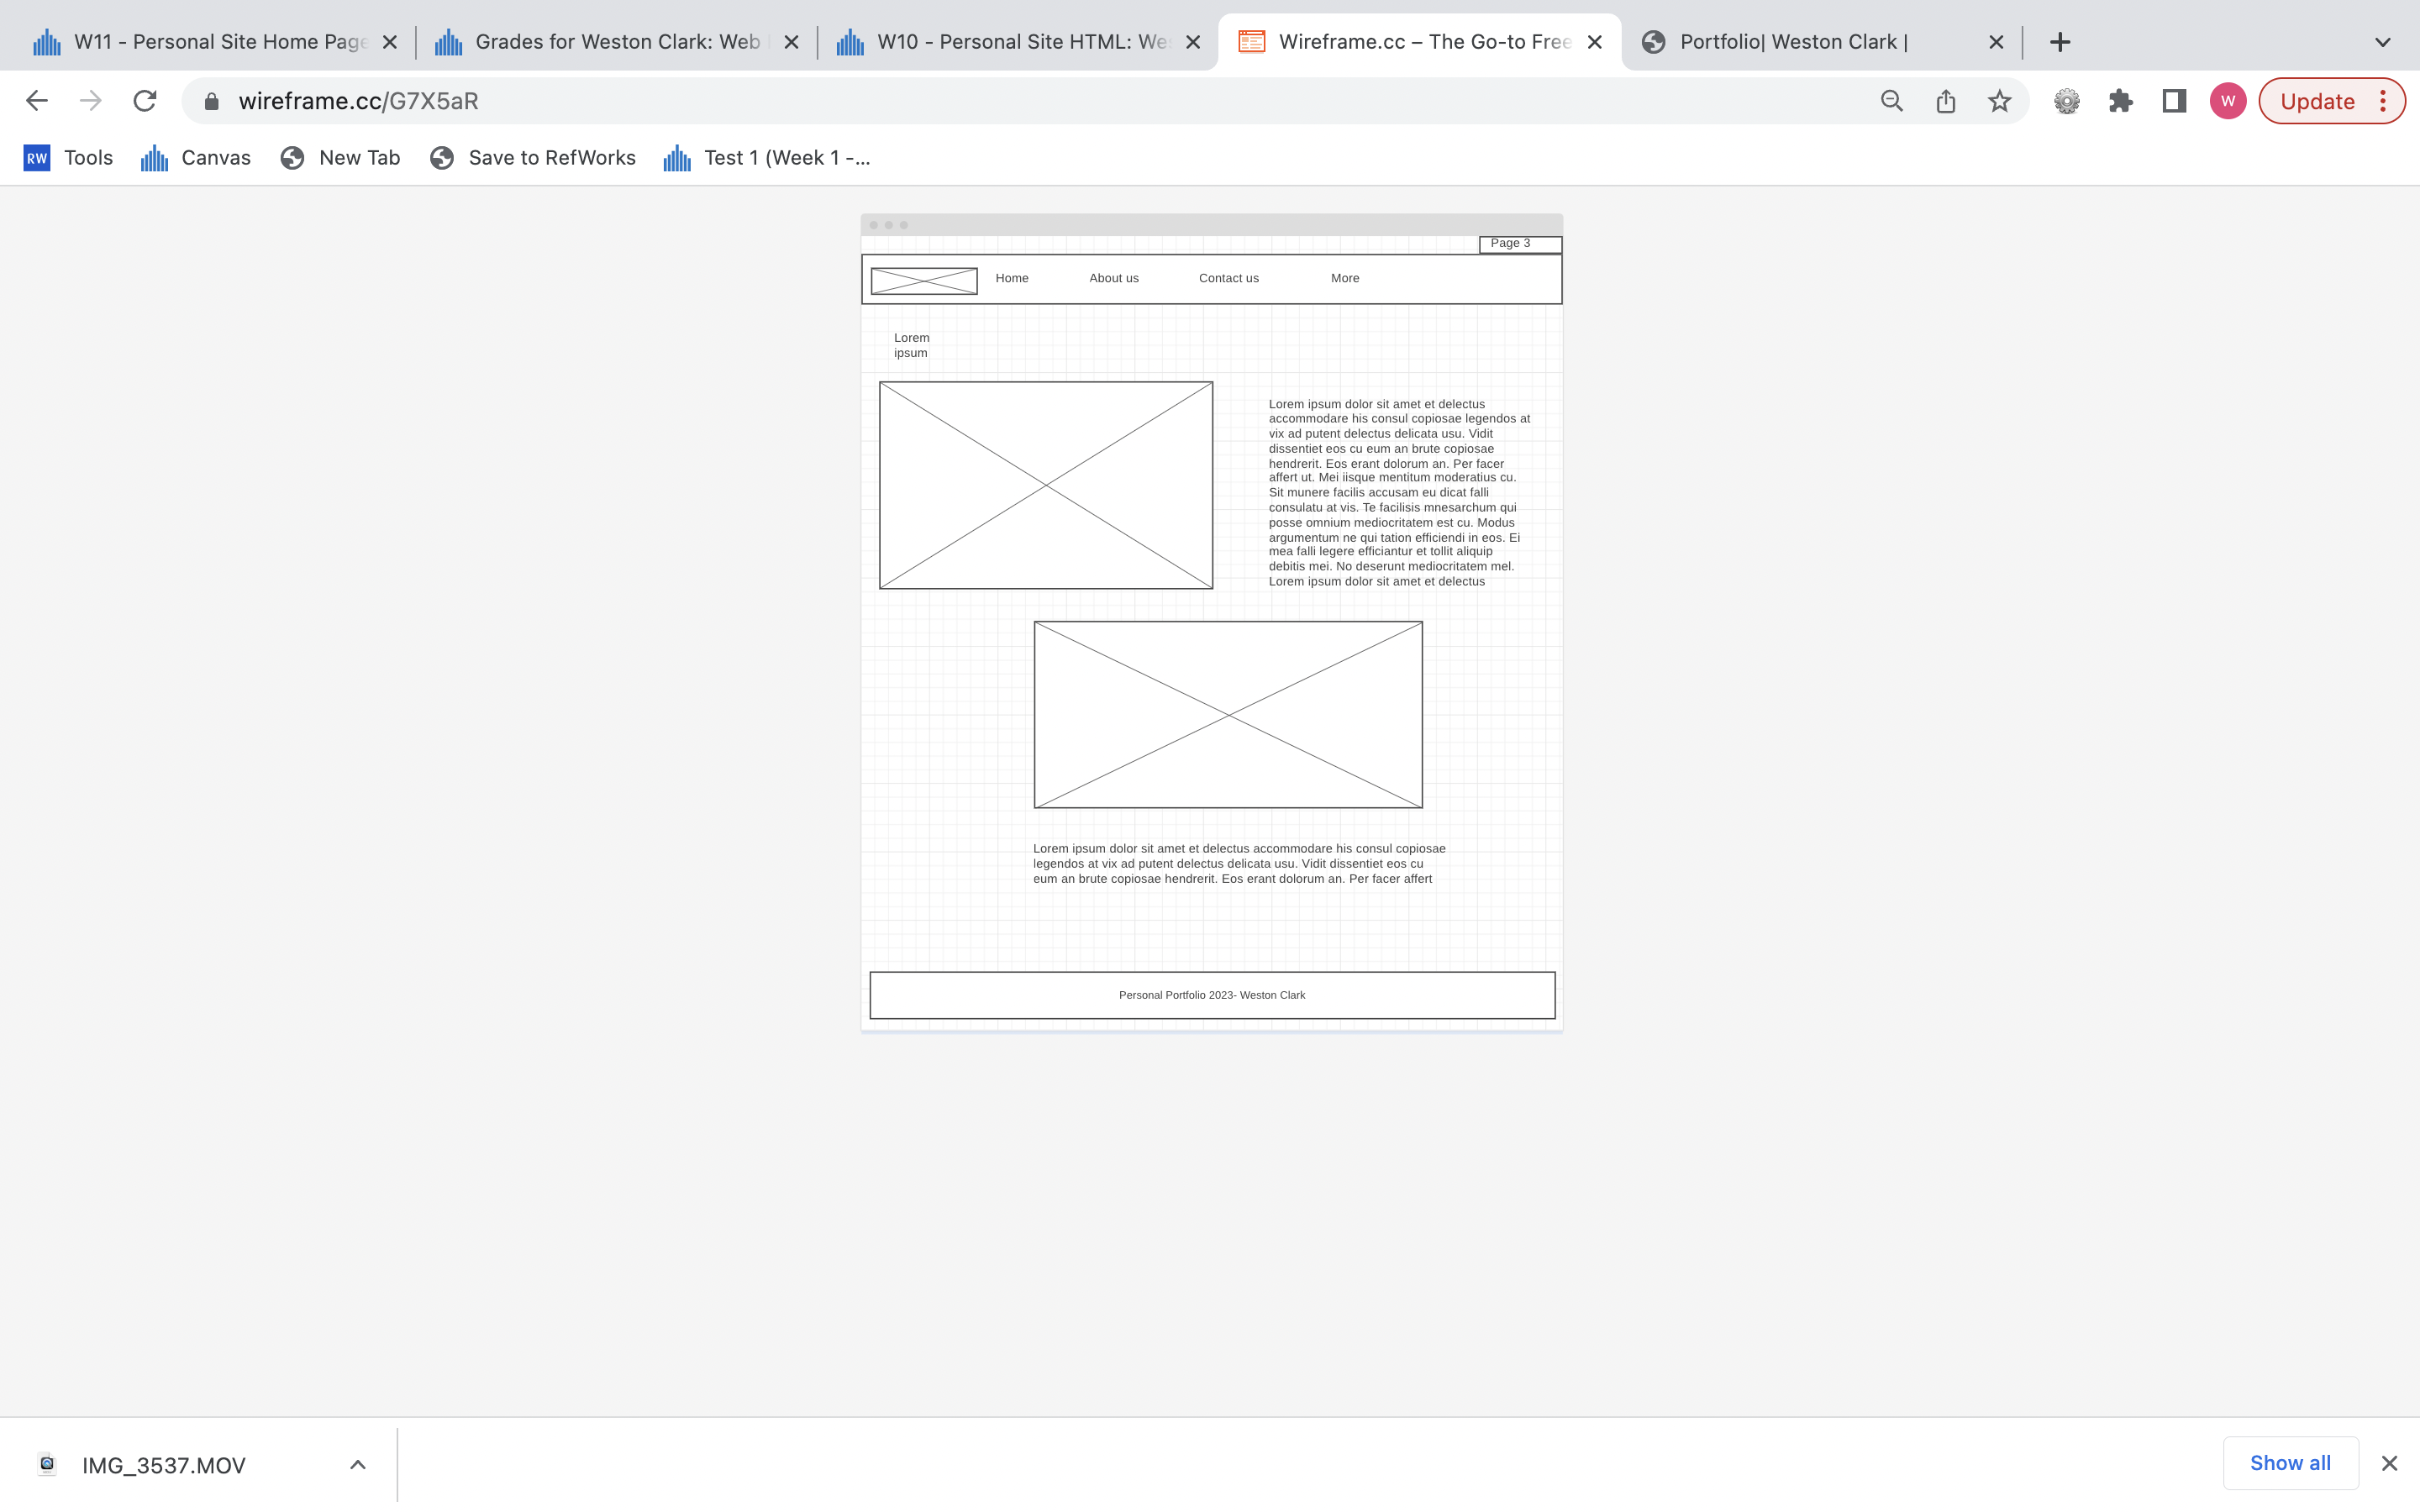 W11 - Personal Site Home Page
Grades for Weston Clark: Web
W10 - Personal Site HTML: Wes
Wireframe.cc – The Go-to Free
Portfolio| Weston Clark |
wireframe.cc/G7X5aR
W
Update
RW Tools
Canvas
New Tab
Save to RefWorks
Test 1 (Week 1 -...
Page 3
Home
About us
Contact us
More
Lorem
ipsum
Lorem ipsum dolor sit amet et delectus
accommodare his consul copiosae legendos at
vix ad putent delectus delicata usu. Vidit
dissentiet eos cu eum an brute copiosae
hendrerit. Eos erant dolorum an. Per facer
affert ut. Mei iisque mentitum moderatius cu.
Sit munere facilis accusam eu dicat falli
consulatu at vis. Te facilisis mnesarchum qui
posse omnium mediocritatem est cu. Modus
argumentum ne qui tation efficiendi in eos. Ei
mea falli legere efficiantur et tollit aliquip
debitis mei. No deserunt mediocritatem mel.
Lorem ipsum dolor sit amet et delectus
Lorem ipsum dolor sit amet et delectus accommodare his consul copiosae
legendos at vix ad putent delectus delicata usu. Vidit dissentiet eos cu
eum an brute copiosae hendrerit. Eos erant dolorum an. Per facer affert
Personal Portfolio 2023- Weston Clark
IMG_3537.MOV
Show all